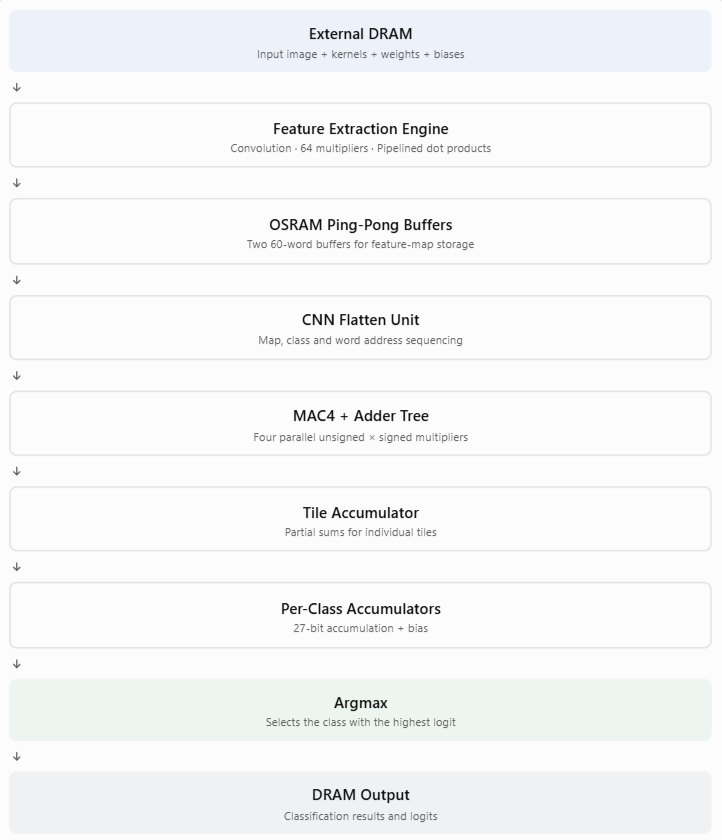 External DRAM
Input image + kernels + weights + biases
↓
Feature Extraction Engine
Convolution · 64 multipliers · Pipelined dot products
↓
OSRAM Ping-Pong Buffers
Two 60-word buffers for feature-map storage
↓
CNN Flatten Unit
Map, class and word address sequencing
↓
MAC4 + Adder Tree
Four parallel unsigned × signed multipliers
↓
Tile Accumulator
Partial sums for individual tiles
↓
Per-Class Accumulators
27-bit accumulation + bias
↓
Argmax
Selects the class with the highest logit
↓
DRAM Output
Classification results and logits